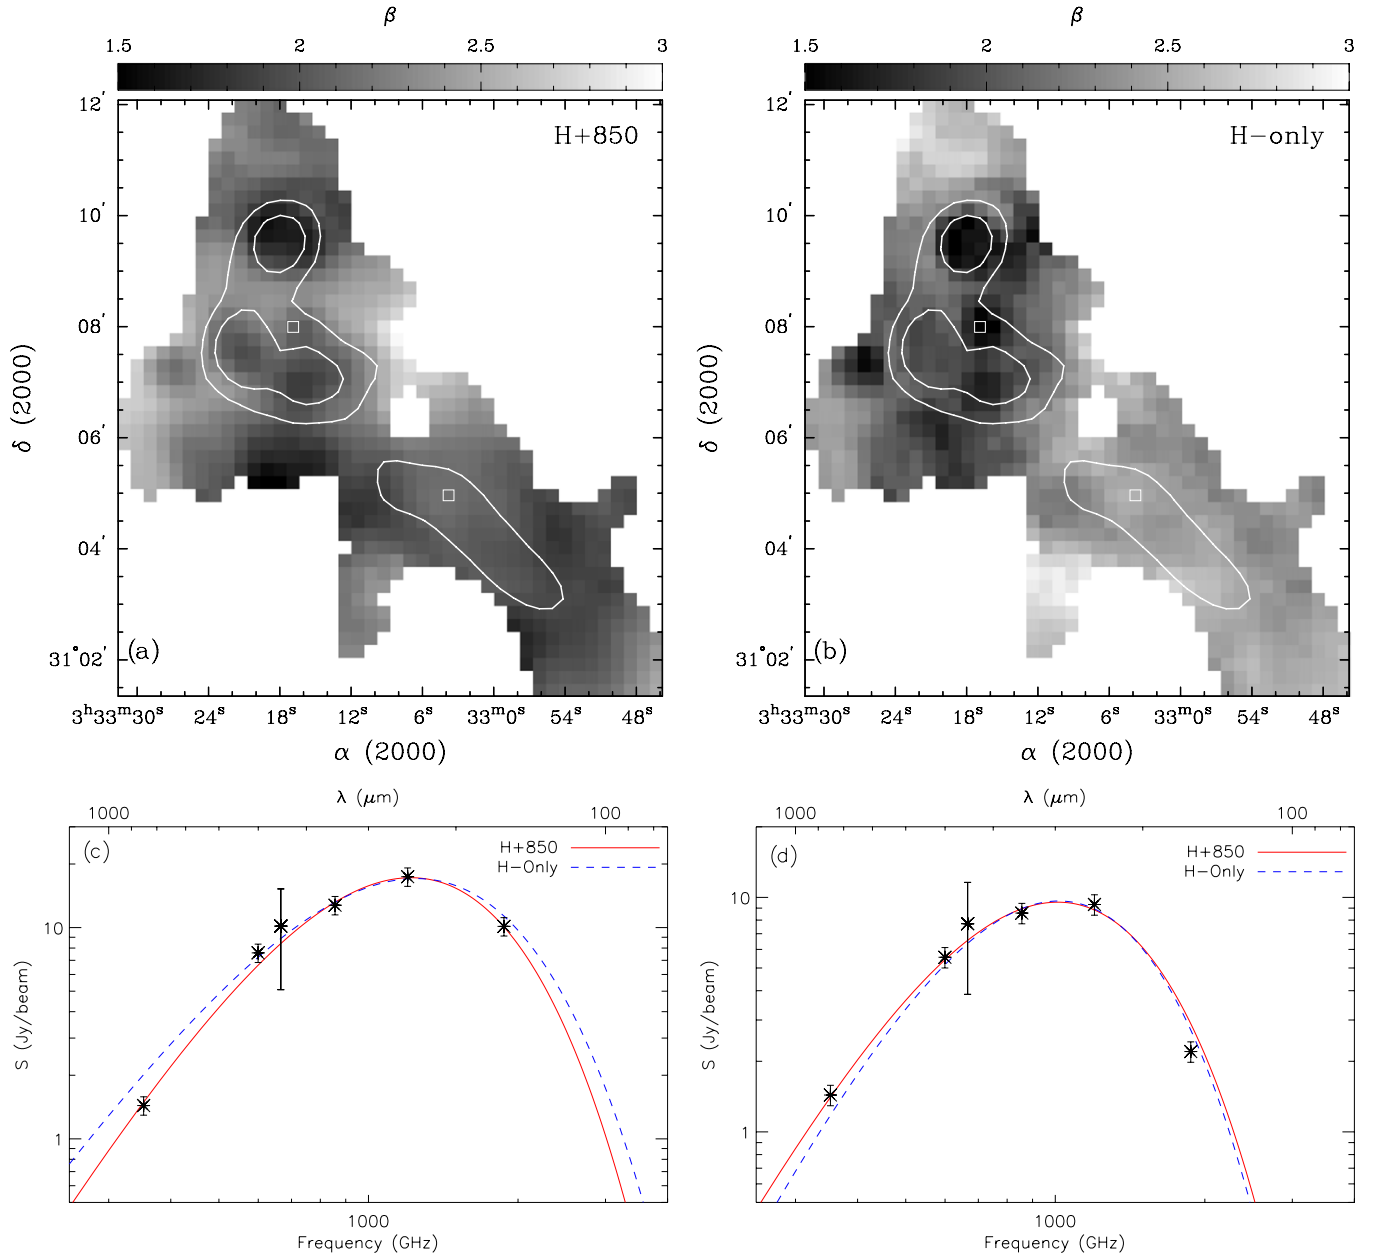 β β
1.5 2 2.5 3 1.5 2 2.5 3
12′ H+850 12′ H−only
10′ 10′
08′ 08′
δ (2000) δ (2000)
06′ 06′
04′ 04′
31°02′ (a) 31°02′ (b)
3ʰ33ᵐ30ˢ 24ˢ 18ˢ 12ˢ 6ˢ 33ᵐ0ˢ 54ˢ 48ˢ 3ʰ33ᵐ30ˢ 24ˢ 18ˢ 12ˢ 6ˢ 33ᵐ0ˢ 54ˢ 48ˢ
α (2000) α (2000)
λ (μm) λ (μm)
1000 100 1000 100
(c) H+850 (d) H+850
H−Only H−Only
10 10
S (Jy/beam) S (Jy/beam)
1 1
1000 1000
Frequency (GHz) Frequency (GHz)